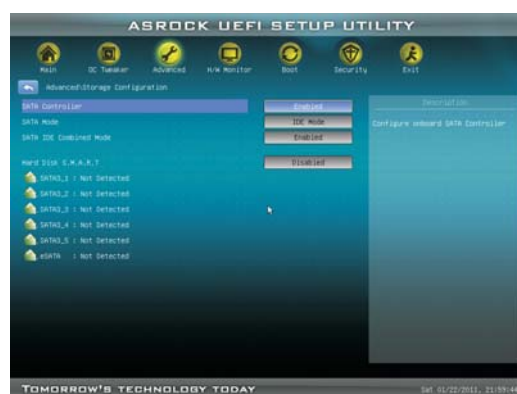 ASROCK UEFI SETUP UTILITY
Main OC Tweaker Advanced H/W Monitor Boot Security Exit
Advanced\Storage Configuration
SATA Controller Enabled
SATA Mode IDE Mode
SATA IDE Combined Mode Enabled
Hard Disk S.M.A.R.T Disabled
SATA3_1 : Not Detected
SATA3_2 : Not Detected
SATA3_3 : Not Detected
SATA3_4 : Not Detected
SATA3_5 : Not Detected
eSATA : Not Detected
Description
Configure onboard SATA Controller
TOMORROW'S TECHNOLOGY TODAY
Sat 01/22/2011, 21:59:44